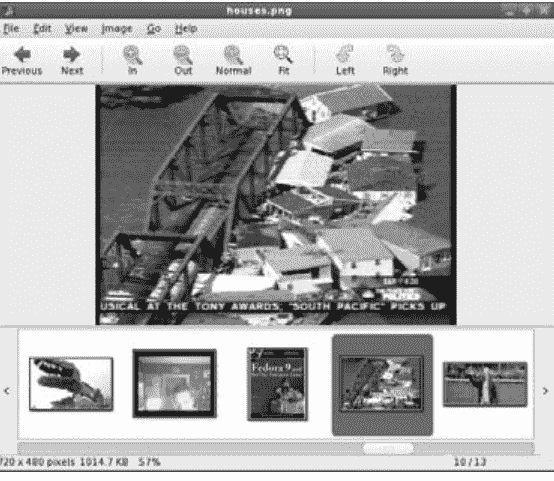 houses.png
File Edit View Image Go Help
Previous Next In Out Normal Fit Left Right
USICAL AT THE TONY AWARDS; "SOUTH PACIFIC" PICKS UP
Fedora 9
720 x 480 pixels 1014.7 KB 57%
10 / 13